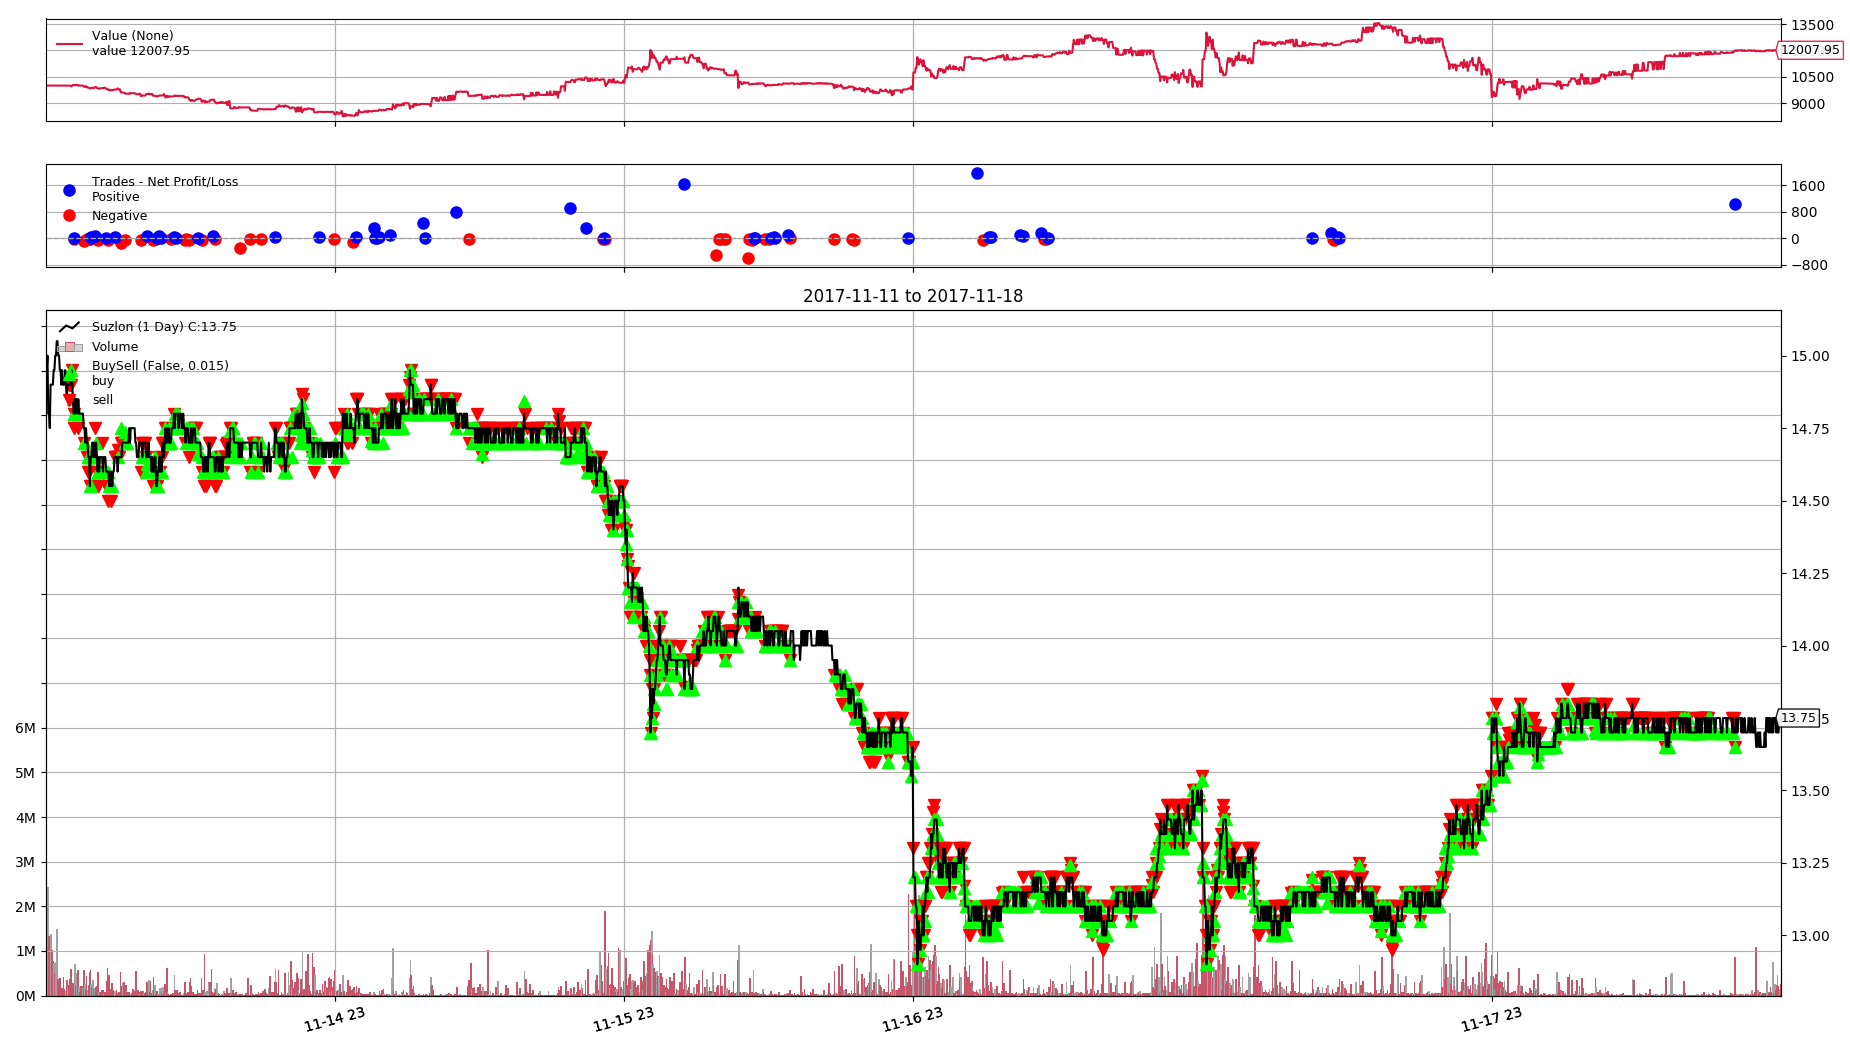 Value (None)
value 12007.95
13500
12007.95
10500
9000
Trades - Net Profit/Loss
Positive
Negative
1600
800
0
−800
2017-11-11 to 2017-11-18
Suzlon (1 Day) C:13.75
Volume
BuySell (False, 0.015)
buy
sell
15.00
14.75
14.50
14.25
14.00
13.75
5
13.50
13.25
13.00
6M
5M
4M
3M
2M
1M
0M
11-14 23
11-15 23
11-16 23
11-17 23